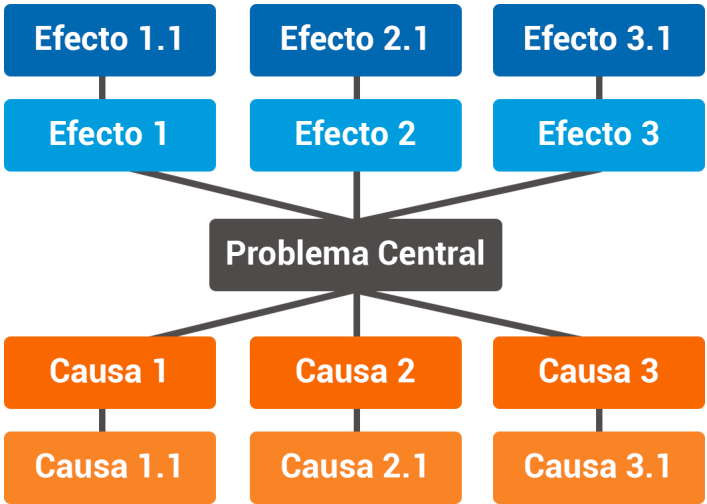 Efecto 1.1
Efecto 2.1
Efecto 3.1
Efecto 1
Efecto 2
Efecto 3
Problema Central
Causa 1
Causa 2
Causa 3
Causa 1.1
Causa 2.1
Causa 3.1